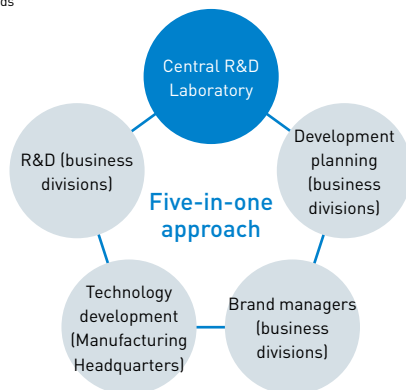 ds
Central R&D
Laboratory
R&D (business
divisions)
Development
planning
(business
divisions)
Five-in-one
approach
Technology
development
(Manufacturing
Headquarters)
Brand managers
(business
divisions)